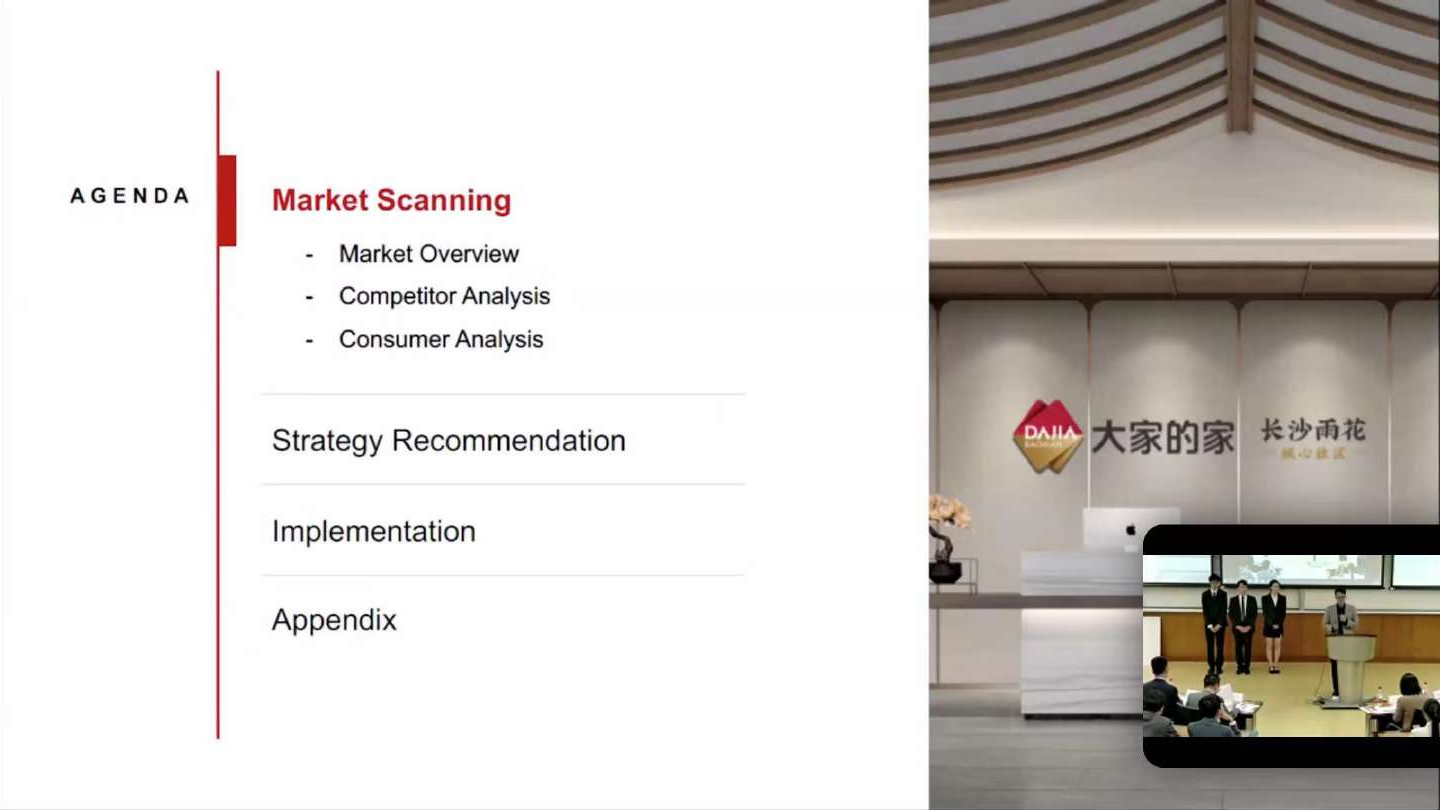 AGENDA
Market Scanning
- Market Overview
- Competitor Analysis
- Consumer Analysis
Strategy Recommendation
Implementation
Appendix
DAJIA
大家的家
长沙雨花